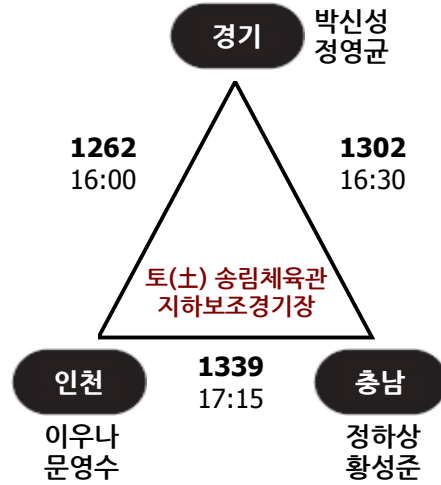 경기
박신성
정영균
1262
16:00
1302
16:30
토(土) 송림체육관
지하보조경기장
인천
1339
17:15
충남
이우나
문영수
정하상
황성준